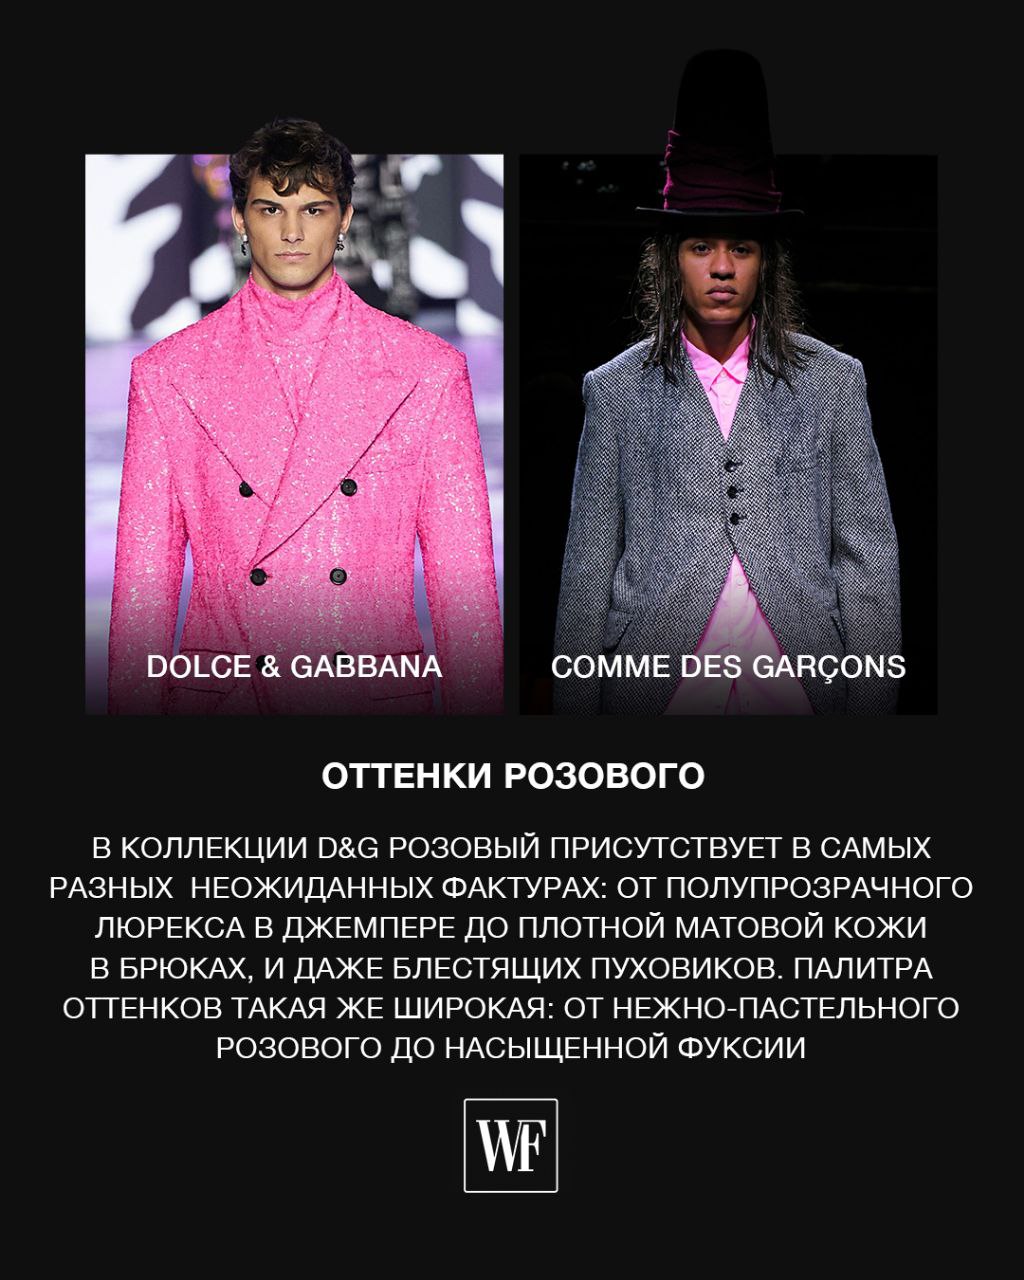 DOLCE & GABBANA
COMME DES GARÇONS
ОТТЕНКИ РОЗОВОГО
В КОЛЛЕКЦИИ D&G РОЗОВЫЙ ПРИСУТСТВУЕТ В САМЫХ
РАЗНЫХ  НЕОЖИДАННЫХ ФАКТУРАХ: ОТ ПОЛУПРОЗРАЧНОГО
ЛЮРЕКСА В ДЖЕМПЕРЕ ДО ПЛОТНОЙ МАТОВОЙ КОЖИ
В БРЮКАХ, И ДАЖЕ БЛЕСТЯЩИХ ПУХОВИКОВ. ПАЛИТРА
ОТТЕНКОВ ТАКАЯ ЖЕ ШИРОКАЯ: ОТ НЕЖНО-ПАСТЕЛЬНОГО
РОЗОВОГО ДО НАСЫЩЕННОЙ ФУКСИИ
WF